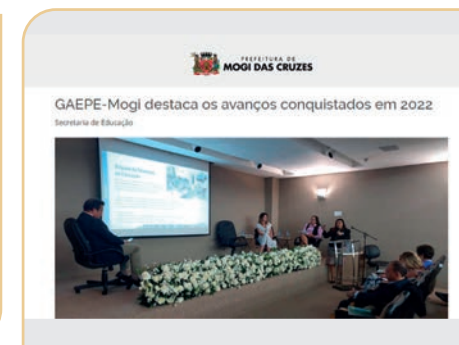 PREFEITURA DE
MOGI DAS CRUZES
GAEPE-Mogi destaca os avanços conquistados em 2022
Secretaria de Educação